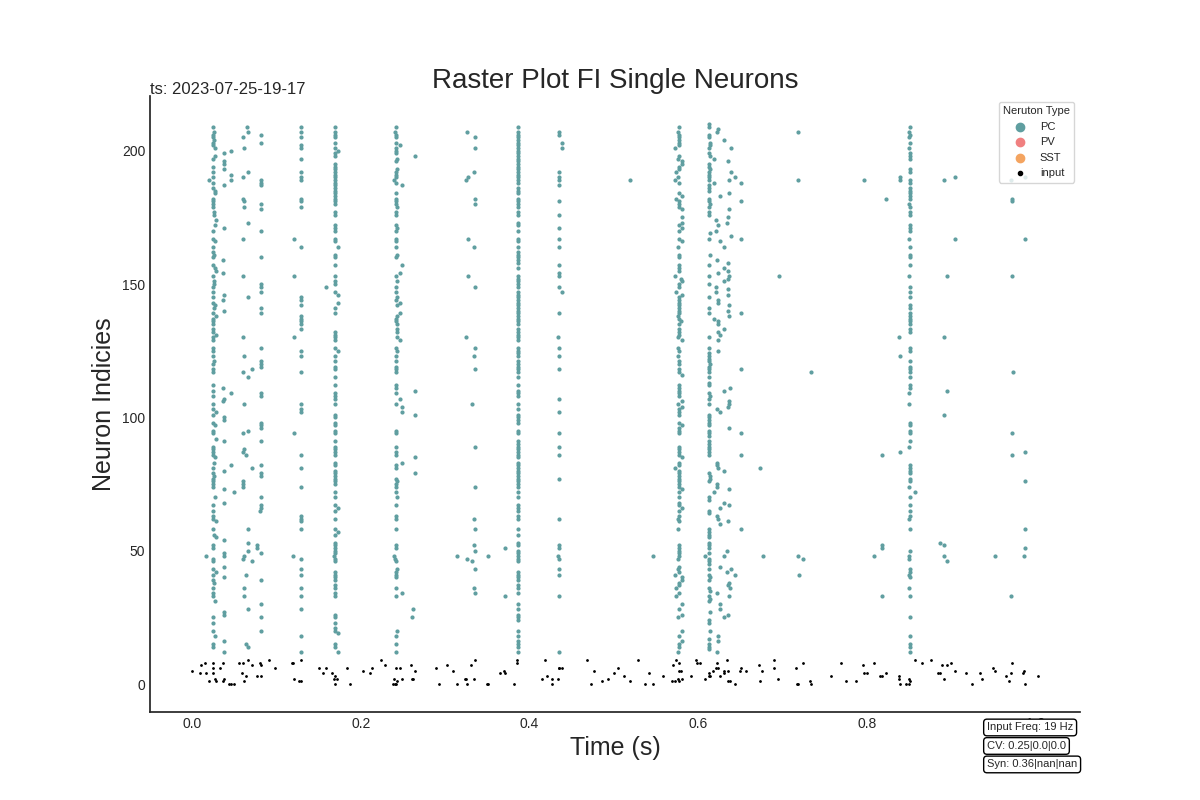 Raster Plot FI Single Neurons
ts: 2023-07-25-19-17
Neruton Type
PC
PV
SST
input
Neuron Indicies
200
150
100
50
0
0.0 0.2 0.4 0.6 0.8
Time (s)
Input Freq: 19 Hz
CV: 0.25|0.0|0.0
Syn: 0.36|nan|nan